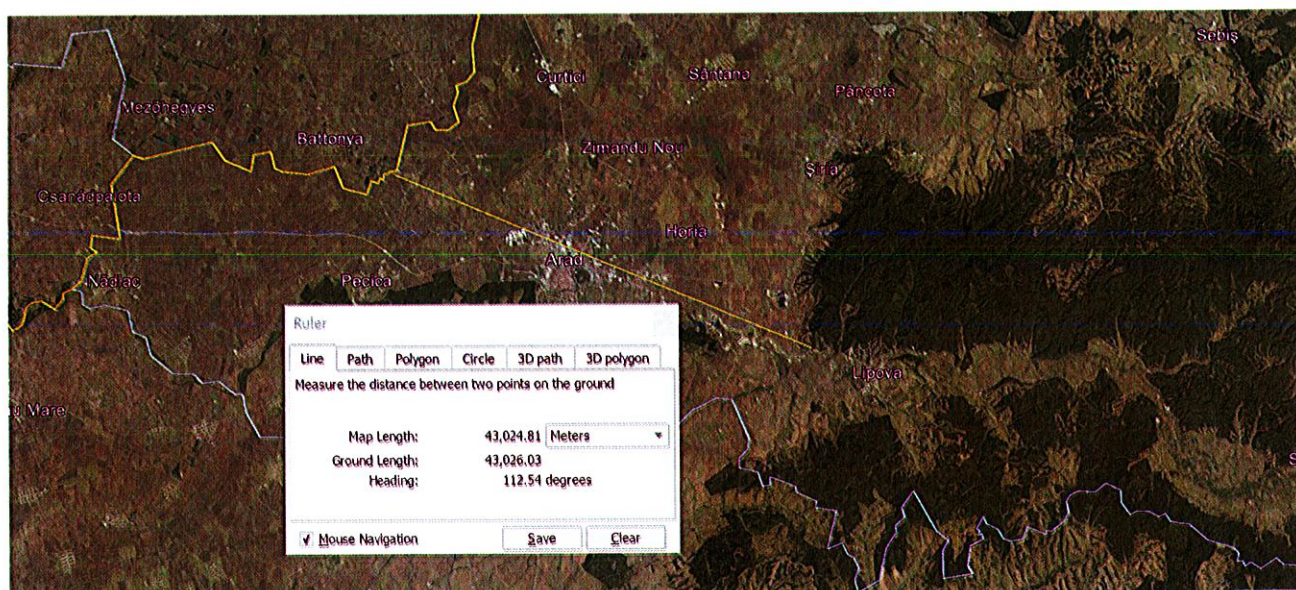 Sebiș
Curtici
Sântana
Pâncota
Mezőhegyes
Battonya
Zimandu Nou
Șiria
Csanádpalota
Horia
Arad
Nădlac
Pecica
Ruler
Line Path Polygon Circle 3D path 3D polygon
Measure the distance between two points on the ground
Lipova
u Mare
Map Length: 43,024.81 Meters
Ground Length: 43,026.03
Heading: 112.54 degrees
S
Mouse Navigation Save Clear